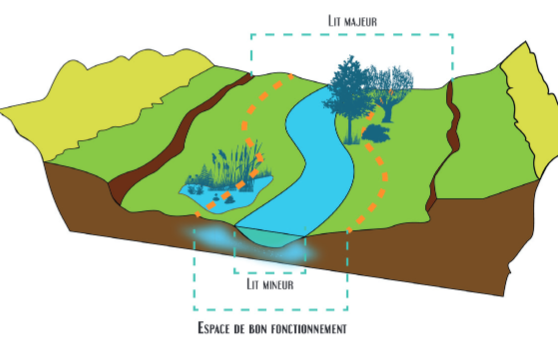 Lit majeur
Lit mineur
Espace de bon fonctionnement